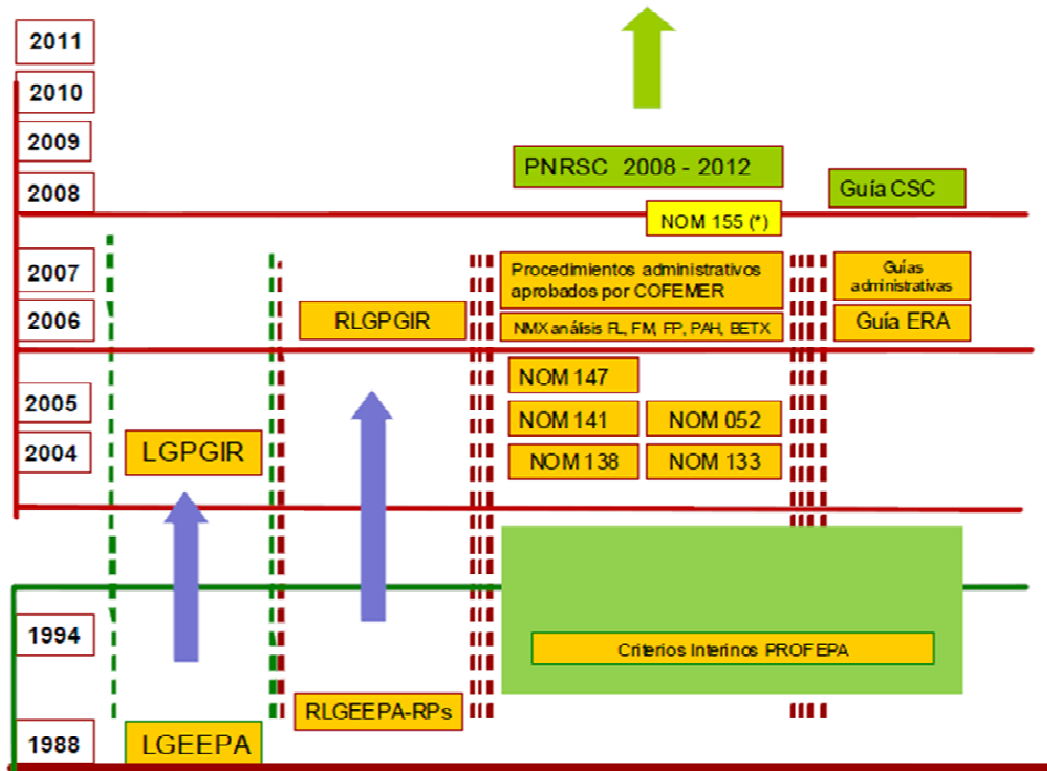 2011
2010
2009
PNRSC 2008 - 2012
2008
Guía CSC
NOM 155 (*)
2007
Procedimientos administrativos
aprobados por COFEMER
Guías
administrativas
2006
RLGPGIR
NMX análisis FL, FM, FP, PAH, BETX
Guía ERA
NOM 147
2005
NOM 141
NOM 052
2004
LGPGIR
NOM 138
NOM 133
1994
Criterios Interinos PROFEPA
RLGEEPA-RPs
1988
LGEEPA